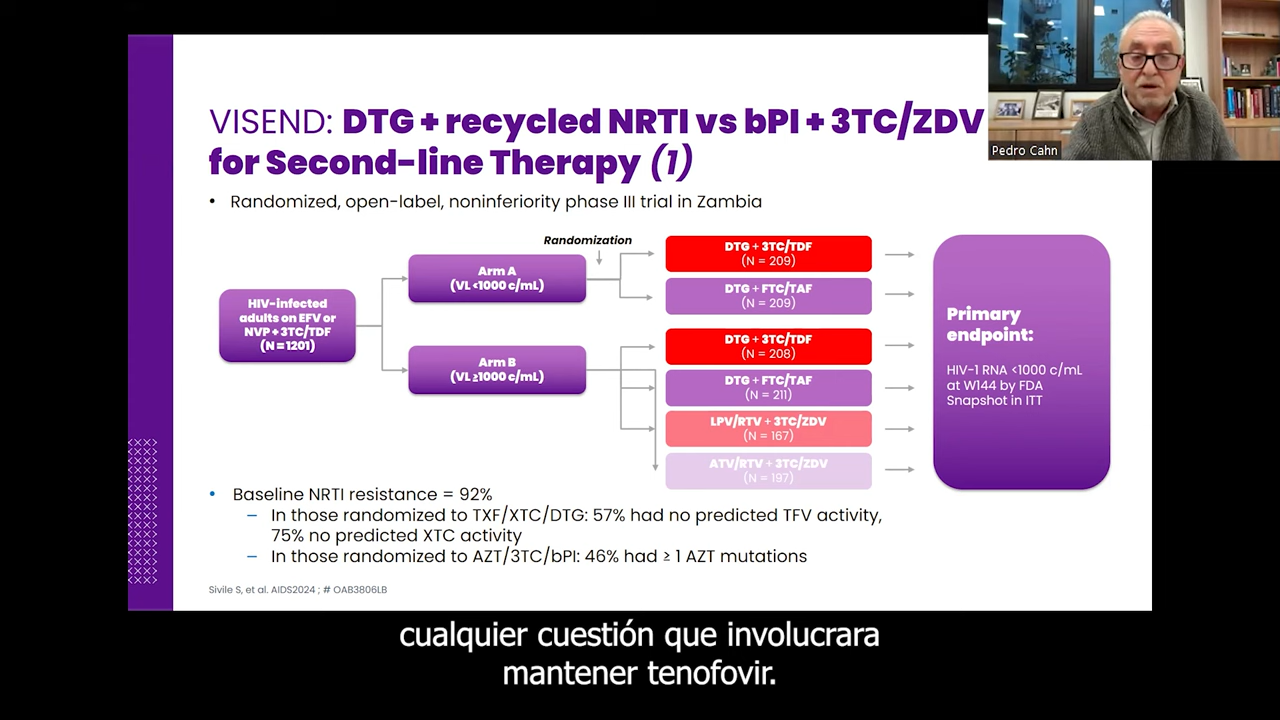 VISEND: DTG + recycled NRTI vs bPI + 3TC/ZDV
for Second-line Therapy (1)
Pedro Cahn
• Randomized, open-label, noninferiority phase III trial in Zambia
Randomization
HIV-infected
adults on EFV or
NVP + 3TC/TDF
(N = 1201)
Arm A
(VL <1000 c/mL)
Arm B
(VL ≥1000 c/mL)
DTG + 3TC/TDF
(N = 209)
DTG + FTC/TAF
(N = 209)
DTG + 3TC/TDF
(N = 208)
DTG + FTC/TAF
(N = 211)
LPV/RTV + 3TC/ZDV
(N = 167)
ATV/RTV + 3TC/ZDV
(N = 197)
Primary
endpoint:
HIV-1 RNA <1000 c/mL
at W144 by FDA
Snapshot in ITT
• Baseline NRTI resistance = 92%
– In those randomized to TXF/XTC/DTG: 57% had no predicted TFV activity,
75% no predicted XTC activity
– In those randomized to AZT/3TC/bPI: 46% had ≥ 1 AZT mutations
Sivile S, et al. AIDS2024 ; # OAB3806LB
cualquier cuestión que involucrara
mantener tenofovir.